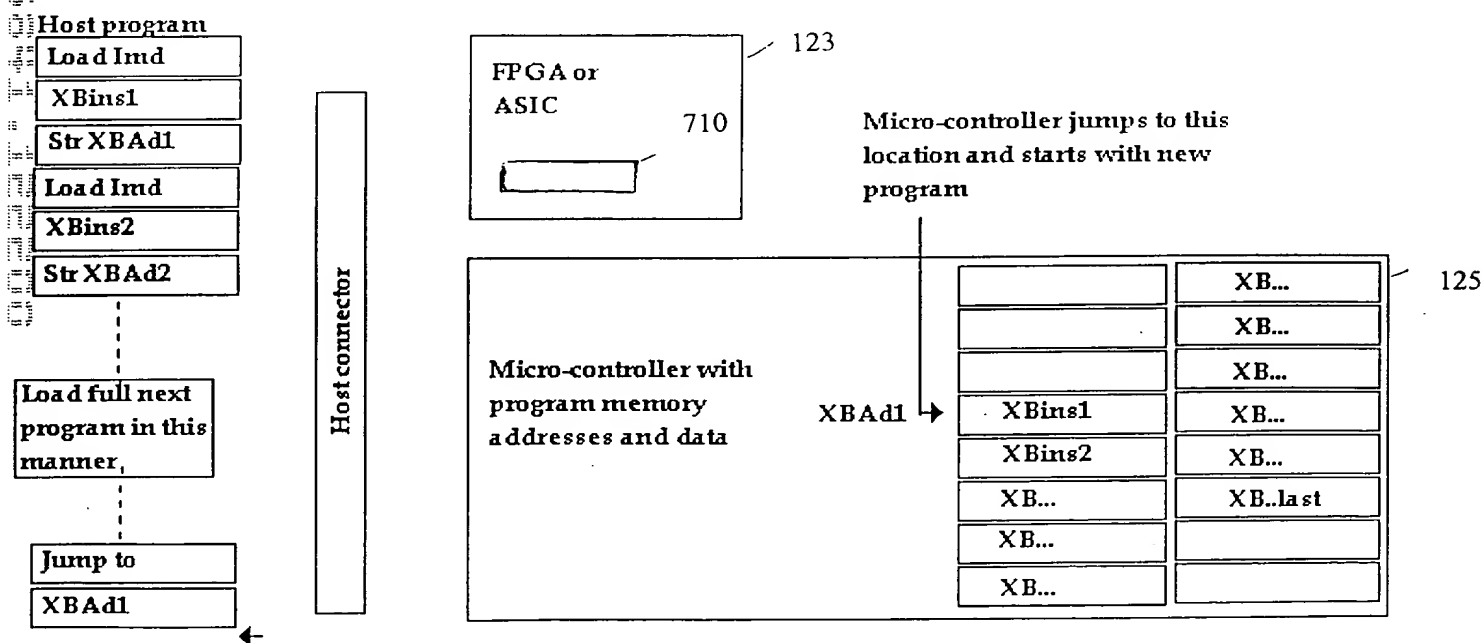 Host program
Load Imd
XBins1
Str XBAd1
Load Imd
XBins2
Str XBAd2
Load full next
program in this
manner
Jump to
XBAd1
Host connector
FPGA or
ASIC
710
123
Micro-controller jumps to this
location and starts with new
program
Micro-controller with
program memory
addresses and data
XBAd1
XBins1
XBins2
XB...
XB...
XB...
XB...
XB...
XB...
XB...
XB...
XB..last
125